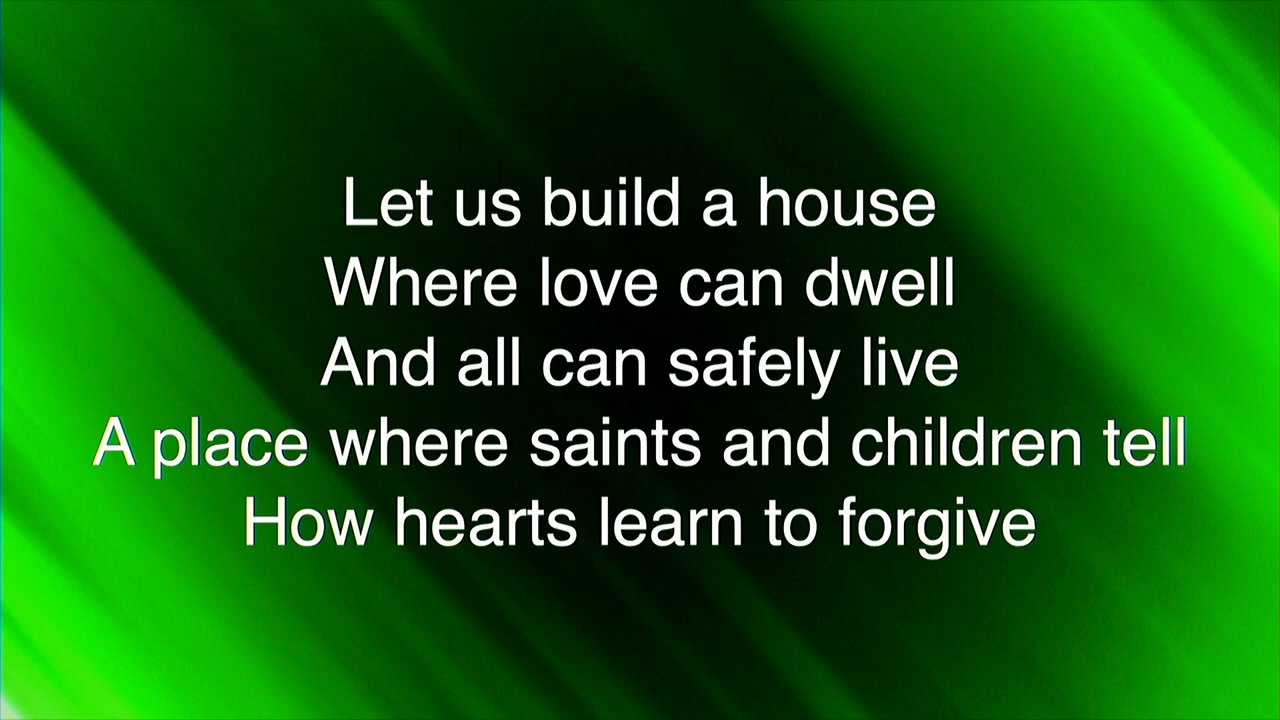 Let us build a house
Where love can dwell
And all can safely live
A place where saints and children tell
How hearts learn to forgive